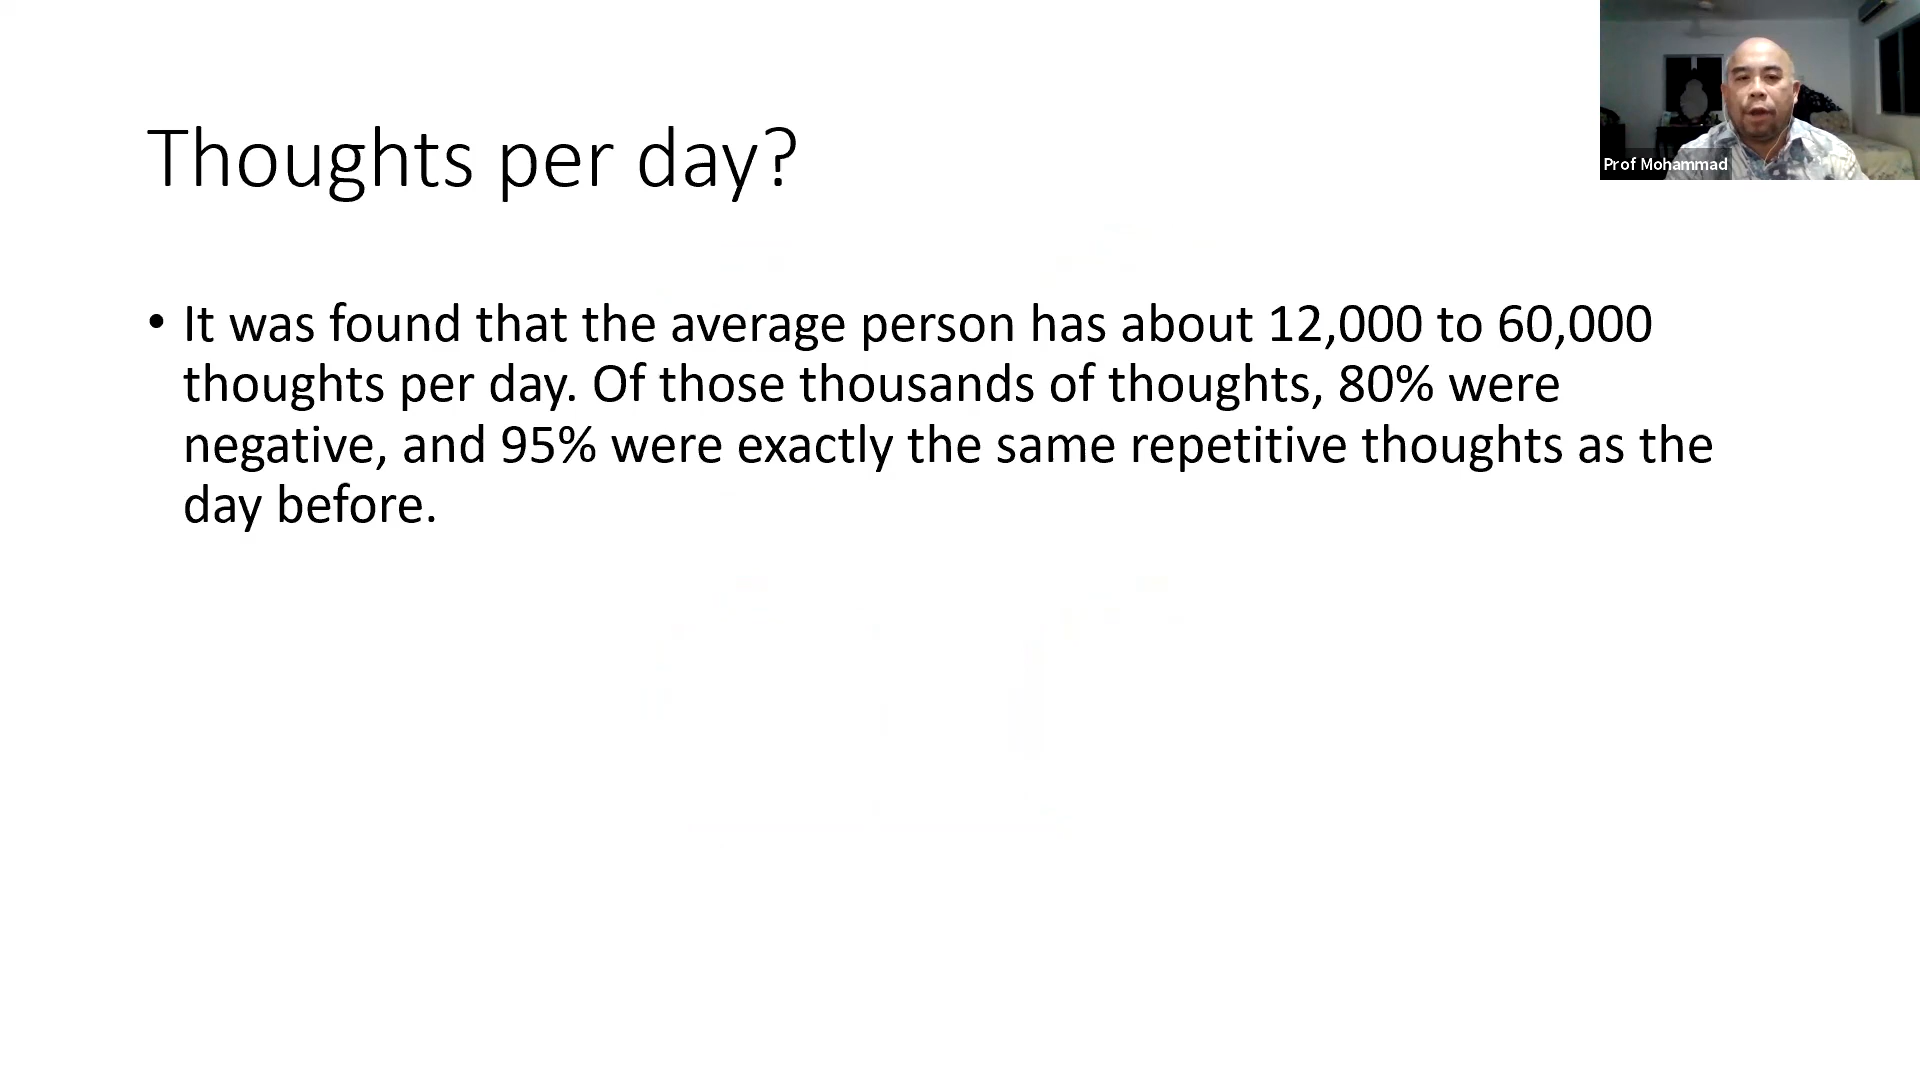 Thoughts per day?
Prof Mohammad
• It was found that the average person has about 12,000 to 60,000
thoughts per day. Of those thousands of thoughts, 80% were
negative, and 95% were exactly the same repetitive thoughts as the
day before.